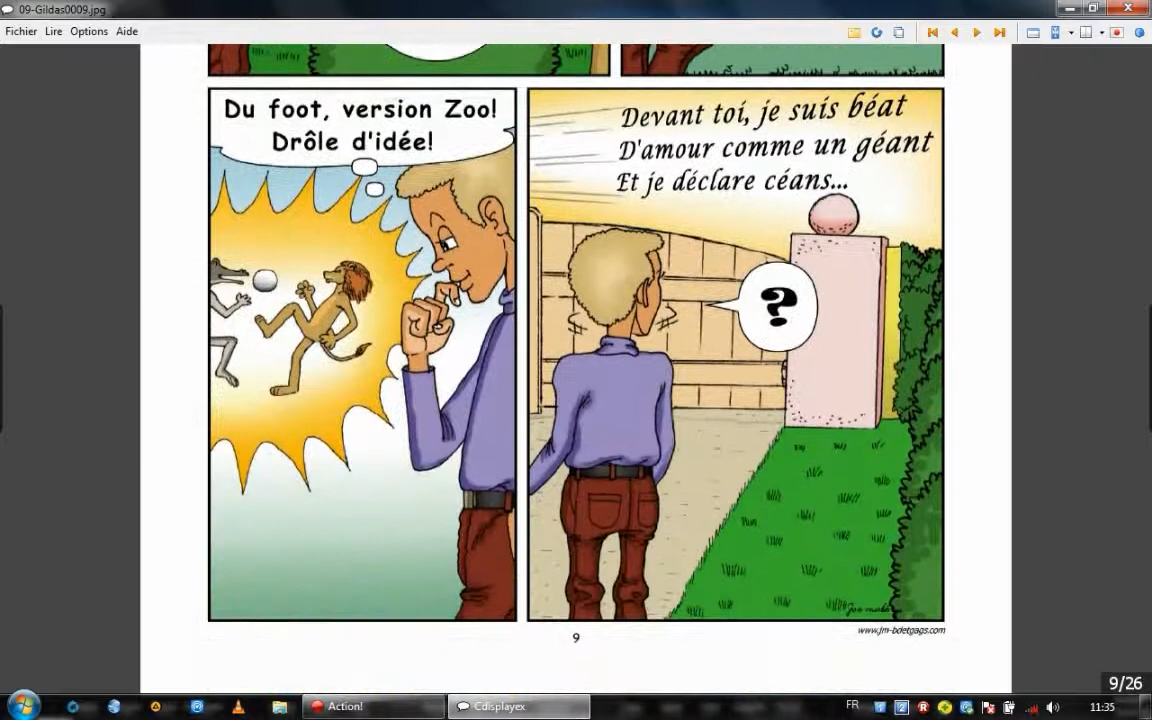 09-Gildas0009.jpg
Fichier Lire Options Aide
Du foot, version Zoo!
Drôle d'idée!
Devant toi, je suis béat
D'amour comme un géant
Et je déclare céans...
?
www.jm-bdetgags.com
9
9/26
Action!
Cdisplayex
FR
11:35